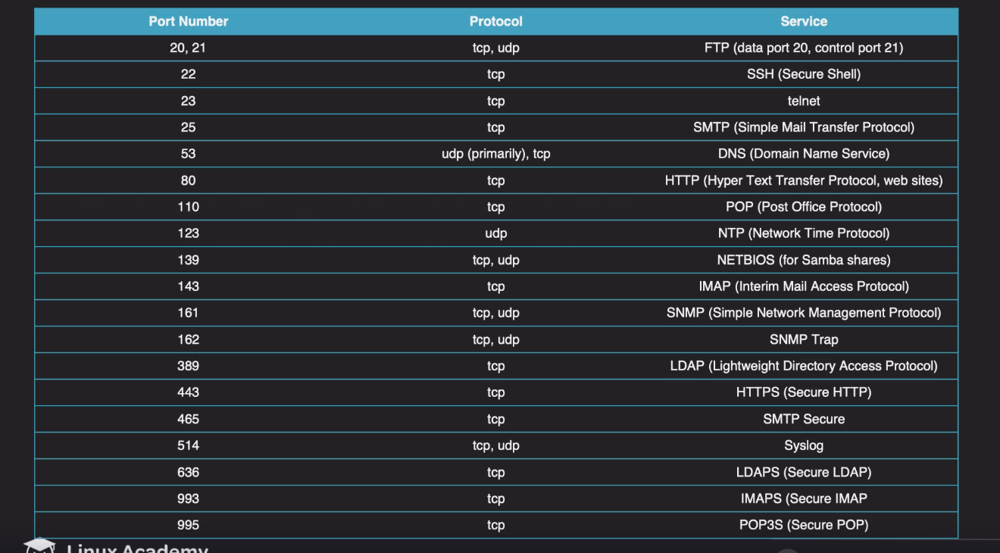 Port Number Protocol Service
20, 21 tcp, udp FTP (data port 20, control port 21)
22 tcp SSH (Secure Shell)
23 tcp telnet
25 tcp SMTP (Simple Mail Transfer Protocol)
53 udp (primarily), tcp DNS (Domain Name Service)
80 tcp HTTP (Hyper Text Transfer Protocol, web sites)
110 tcp POP (Post Office Protocol)
123 udp NTP (Network Time Protocol)
139 tcp, udp NETBIOS (for Samba shares)
143 tcp IMAP (Interim Mail Access Protocol)
161 tcp, udp SNMP (Simple Network Management Protocol)
162 tcp, udp SNMP Trap
389 tcp LDAP (Lightweight Directory Access Protocol)
443 tcp HTTPS (Secure HTTP)
465 tcp SMTP Secure
514 tcp, udp Syslog
636 tcp LDAPS (Secure LDAP)
993 tcp IMAPS (Secure IMAP
995 tcp POP3S (Secure POP)
Linux Academy